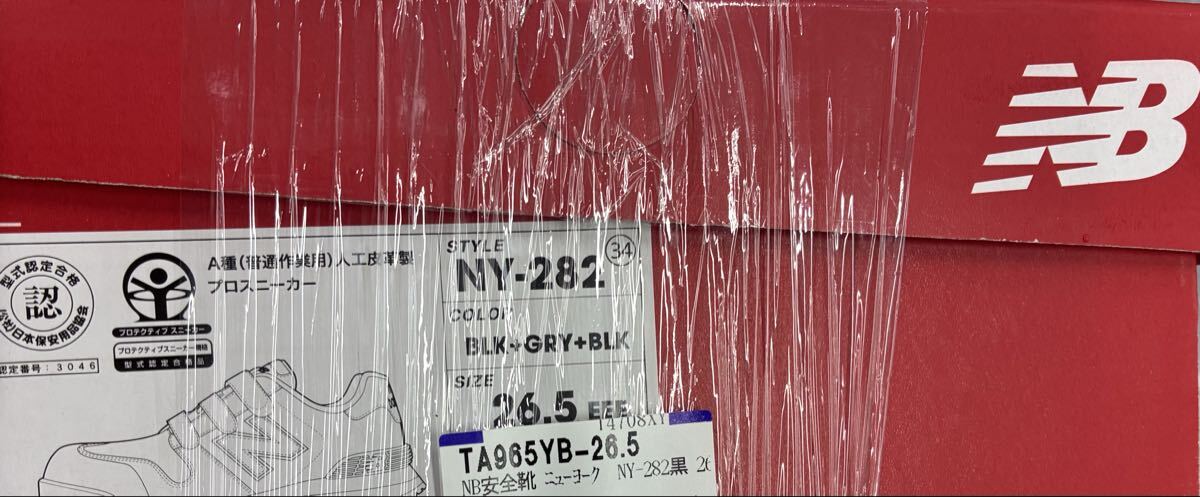 NB
型式認定合格
認
(公社)日本保安用品協会
認定番号:3046
プロテクティブ スニーカー
プロテクティブスニーカー規格
型式認定合格品
A種(普通作業用)人工皮革製
プロスニーカー
STYLE
NY-282
34
COLOR
BLK+GRY+BLK
SIZE
26.5 EEE
14708XY
TA965YB-26.5
NB安全靴 ニューヨーク NY-282黒 26